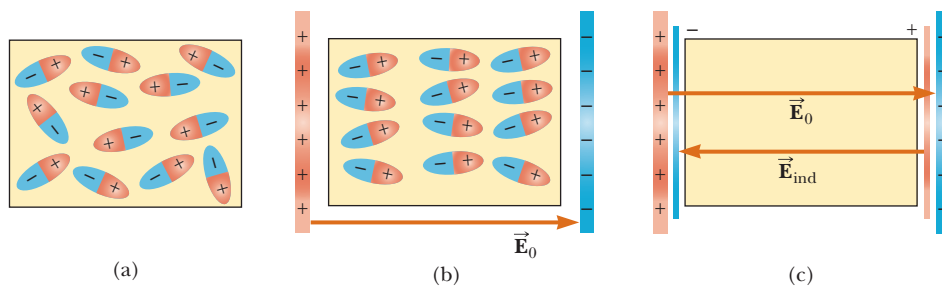 − + − + + −
+ − + −
+ −
+ − + −
− + − + − + − +
(a)
+ − + − + − + −
+ − + − + − + −
+ − + − + − + −
+ − + − + − + −
+ −
+ −
E⃗₀
(b)
+ − + −
+ −
+ −
E⃗₀
+ −
E⃗ind
+ −
+ −
(c)